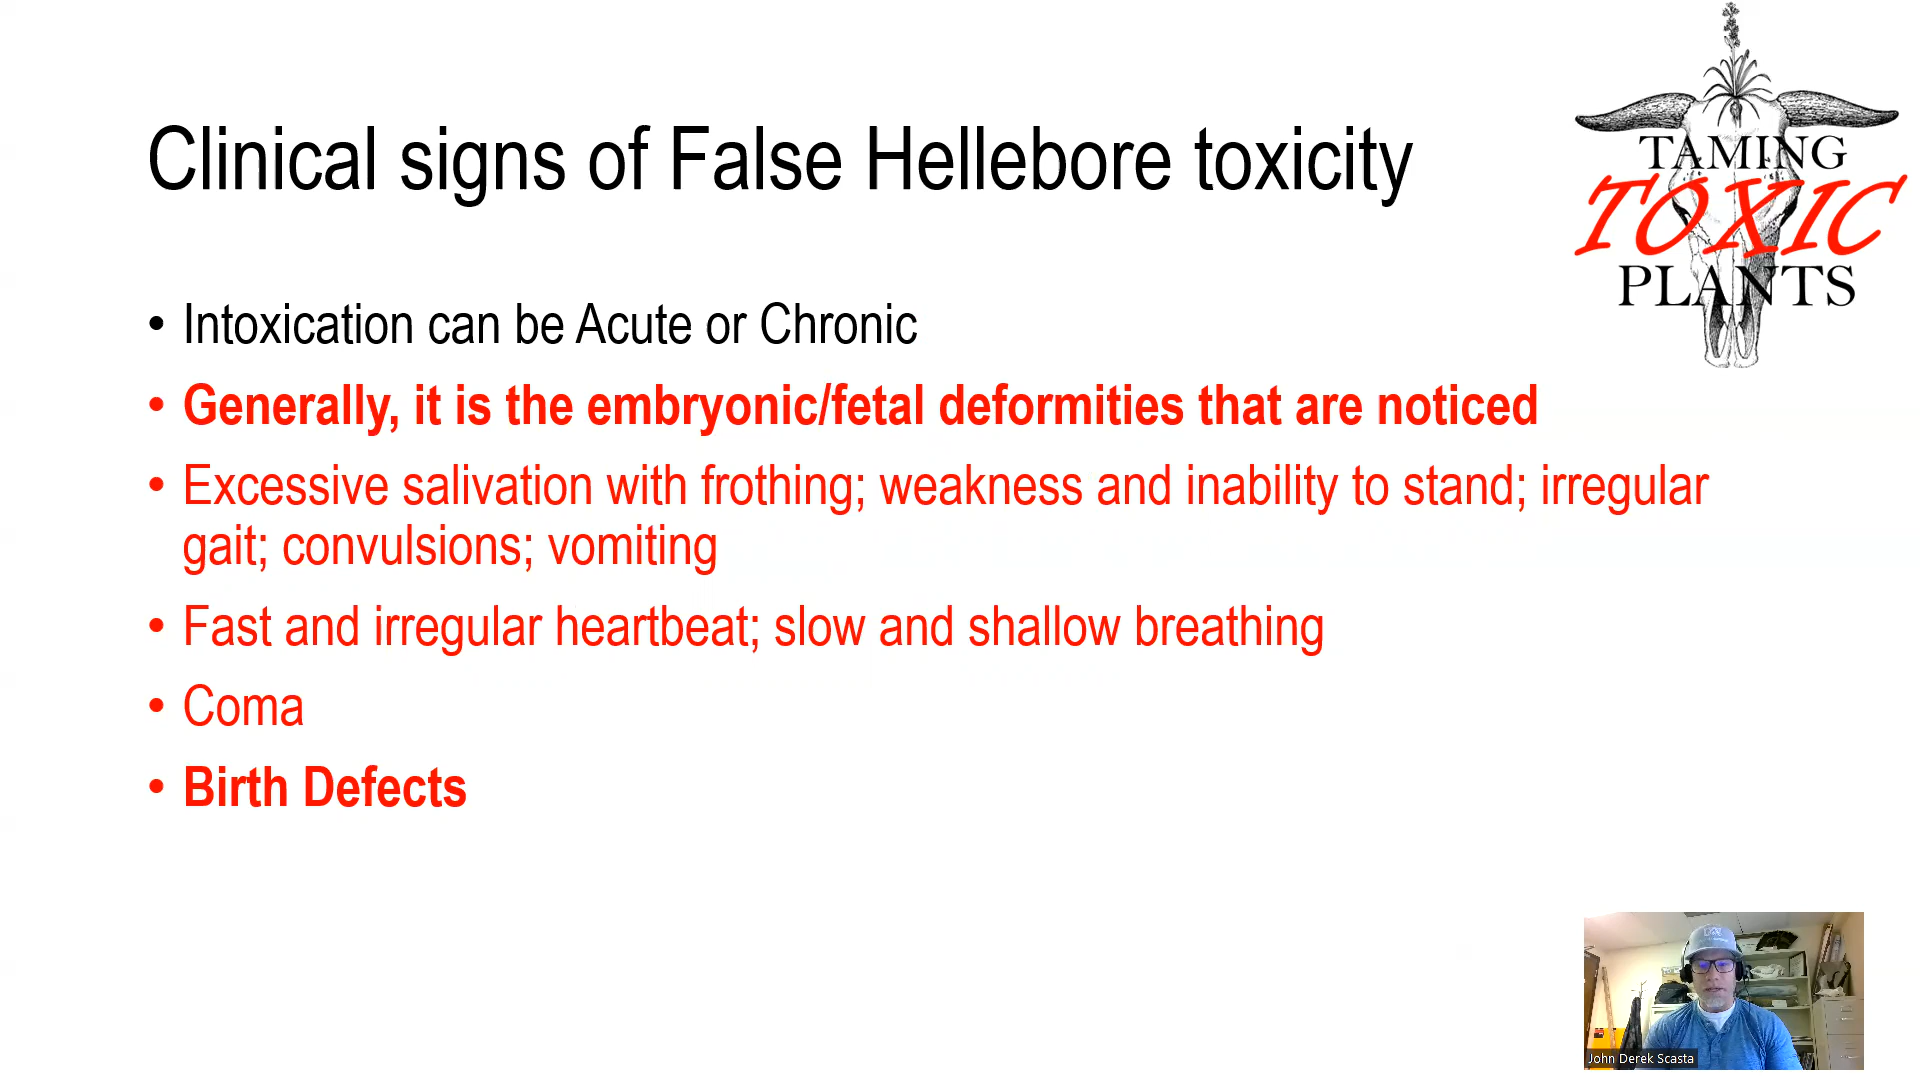 Clinical signs of False Hellebore toxicity
TAMING
TOXIC
PLANTS
• Intoxication can be Acute or Chronic
• Generally, it is the embryonic/fetal deformities that are noticed
• Excessive salivation with frothing; weakness and inability to stand; irregular
gait; convulsions; vomiting
• Fast and irregular heartbeat; slow and shallow breathing
• Coma
• Birth Defects
John Derek Scasta